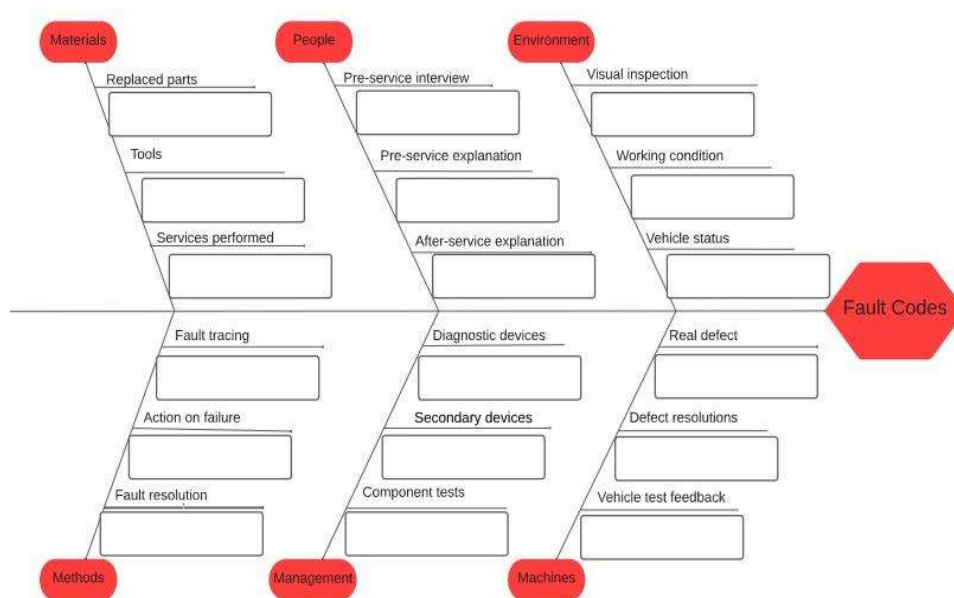 Materials
People
Environment
Replaced parts
Pre-service interview
Visual inspection
Tools
Pre-service explanation
Working condition
Services performed
After-service explanation
Vehicle status
Fault Codes
Fault tracing
Diagnostic devices
Real defect
Action on failure
Secondary devices
Defect resolutions
Fault resolution
Component tests
Vehicle test feedback
Methods
Management
Machines